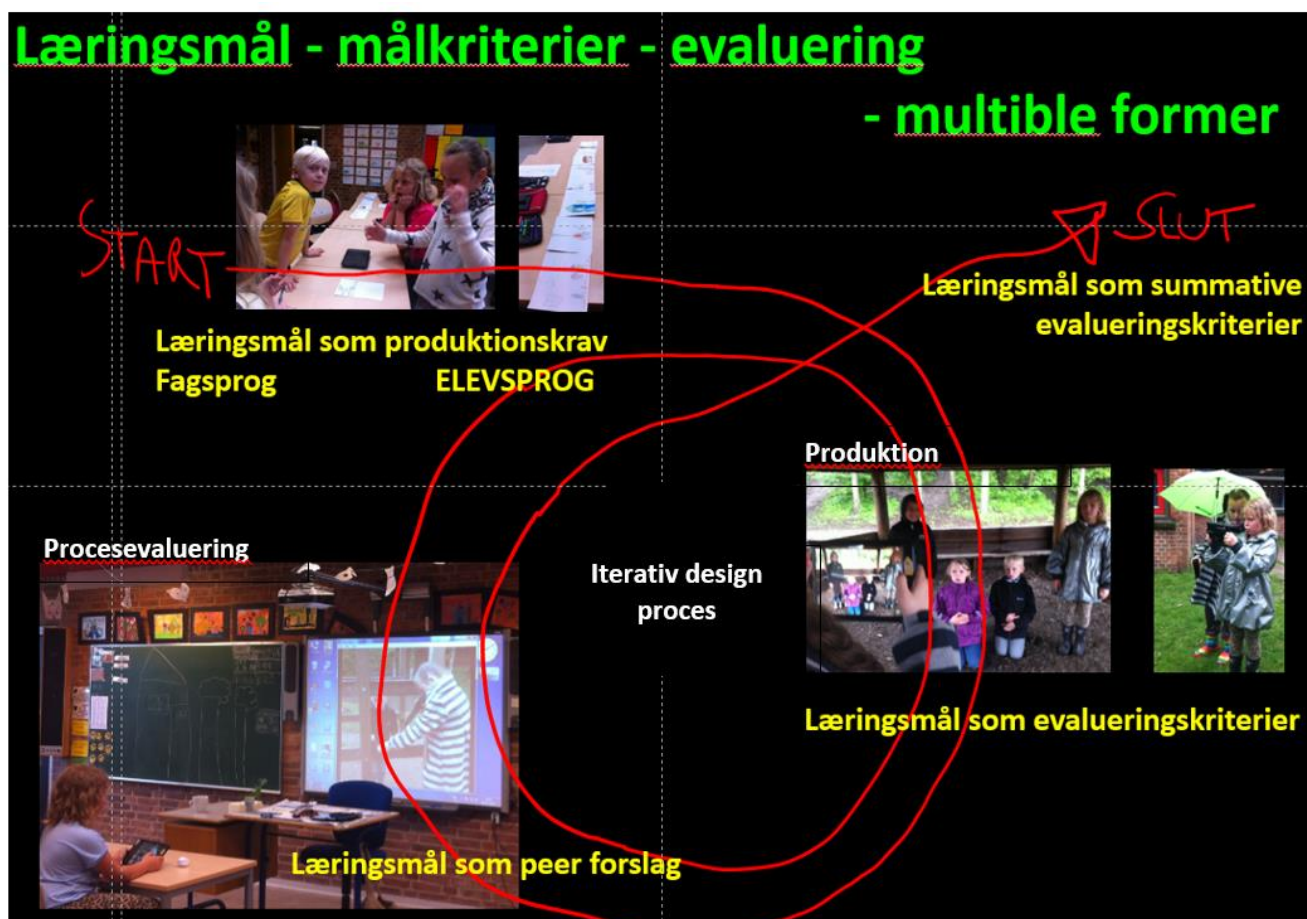 Læringsmål - målkriterier - evaluering
- multible former
START
SLUT
Læringsmål som summative
evalueringskriterier
Læringsmål som produktionskrav
Fagsprog ELEVSPROG
Produktion
Procesevaluering
Iterativ design
proces
Læringsmål som evalueringskriterier
Læringsmål som peer forslag